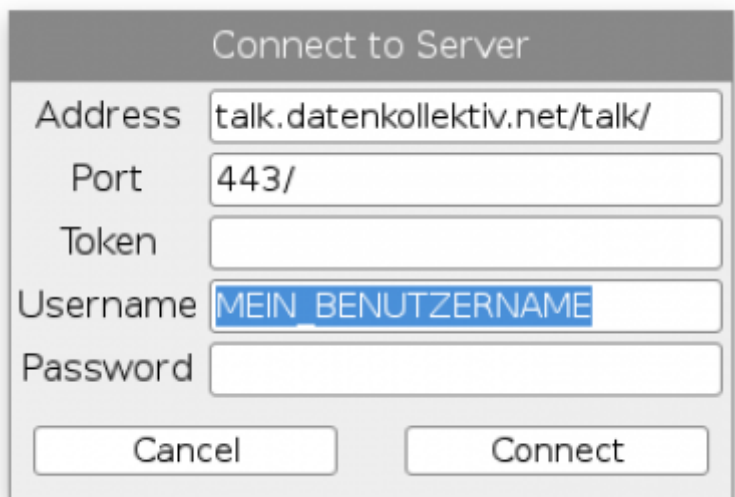 Connect to Server
Address talk.datenkollektiv.net/talk/
Port 443/
Token
Username MEIN_BENUTZERNAME
Password
Cancel Connect